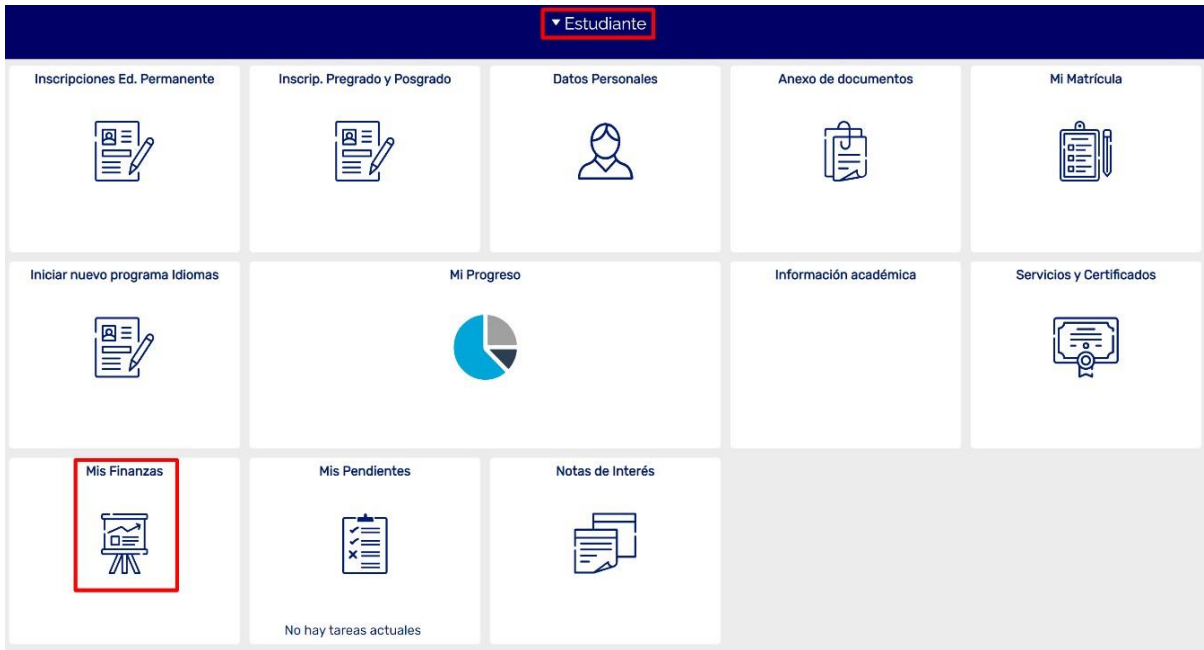 Estudiante
Inscripciones Ed. Permanente
Inscrip. Pregrado y Posgrado
Datos Personales
Anexo de documentos
Mi Matrícula
Iniciar nuevo programa Idiomas
Mi Progreso
Información académica
Servicios y Certificados
Mis Finanzas
Mis Pendientes
Notas de Interés
No hay tareas actuales